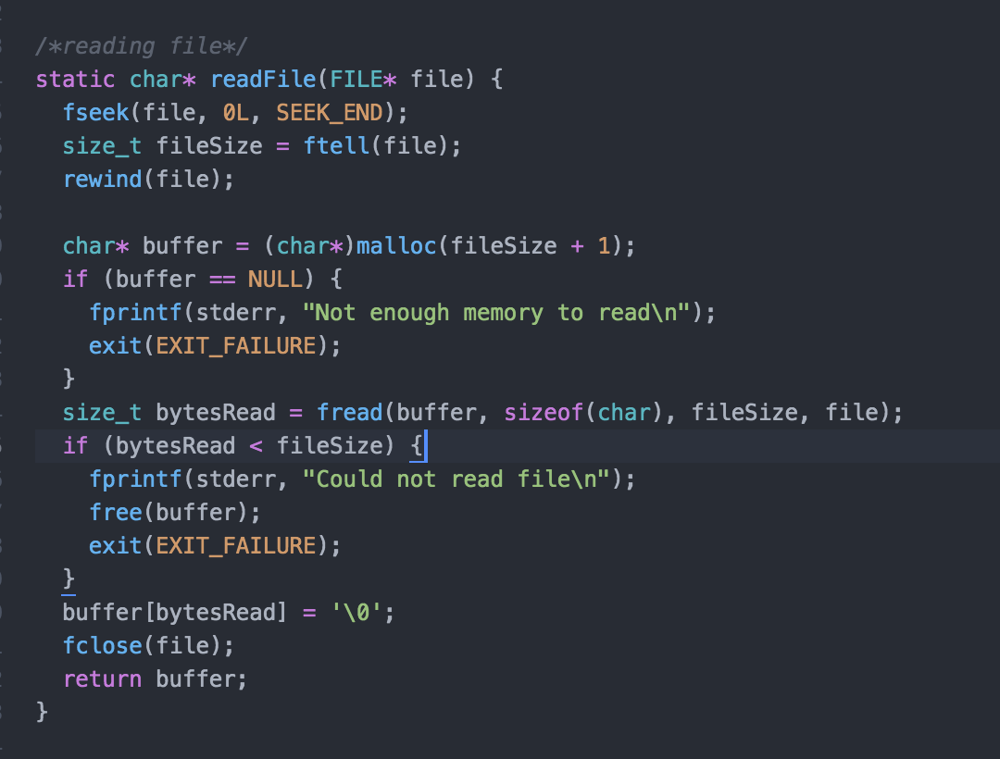 /*reading file*/
static char* readFile(FILE* file) {
  fseek(file, 0L, SEEK_END);
  size_t fileSize = ftell(file);
  rewind(file);

  char* buffer = (char*)malloc(fileSize + 1);
  if (buffer == NULL) {
    fprintf(stderr, "Not enough memory to read\n");
    exit(EXIT_FAILURE);
  }
  size_t bytesRead = fread(buffer, sizeof(char), fileSize, file);
  if (bytesRead < fileSize) {
    fprintf(stderr, "Could not read file\n");
    free(buffer);
    exit(EXIT_FAILURE);
  }
  buffer[bytesRead] = '\0';
  fclose(file);
  return buffer;
}